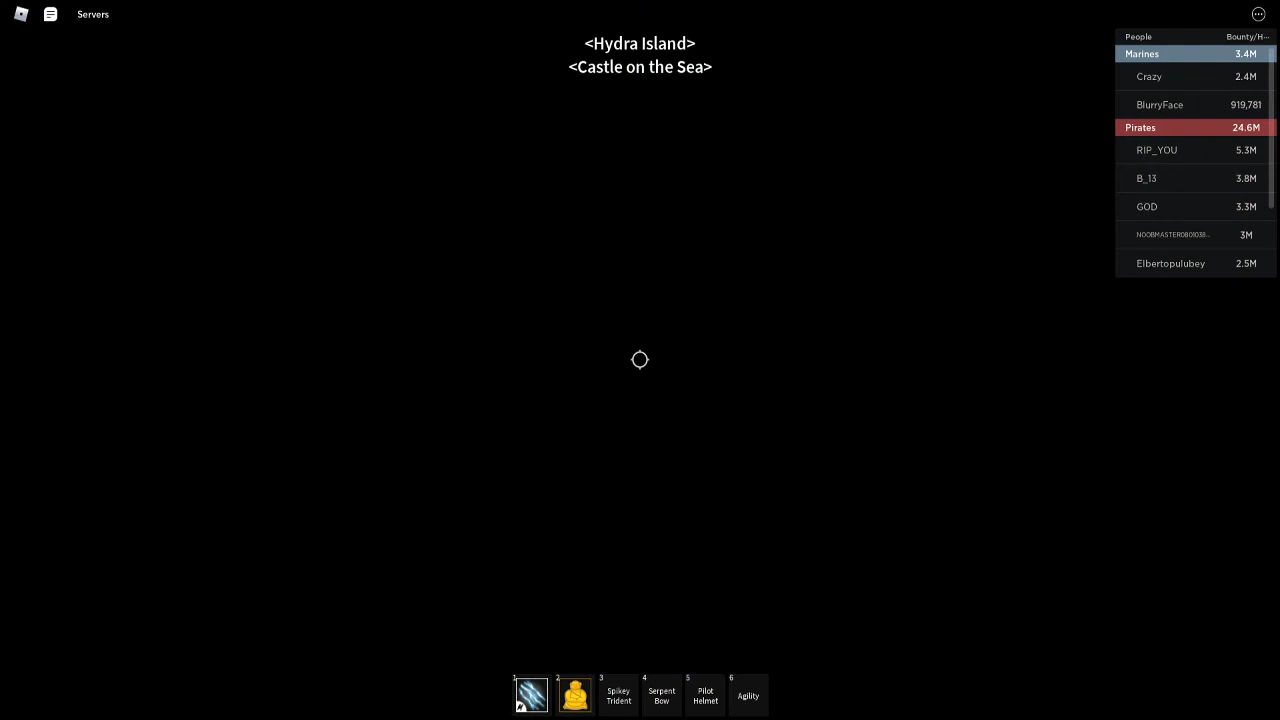 Servers
<Hydra Island>
<Castle on the Sea>
People Bounty/H...
Marines 3.4M
Crazy 2.4M
BlurryFace 919,781
Pirates 24.6M
RIP_YOU 5.3M
B_13 3.8M
GOD 3.3M
NOOBMASTER0801038... 3M
Elbertopulubey 2.5M
1 2 3 4 5 6
Spikey Serpent Pilot Agility
Trident Bow Helmet